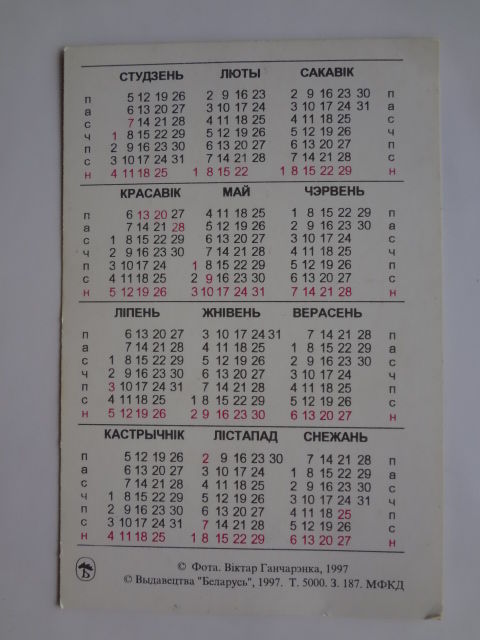 СТУДЗЕНЬ ЛЮТЫ САКАВІК
п 5 12 19 26 2 9 16 23 2 9 16 23 30 п
а 6 13 20 27 3 10 17 24 3 10 17 24 31 а
с 7 14 21 28 4 11 18 25 4 11 18 25 с
ч 1 8 15 22 29 5 12 19 26 5 12 19 26 ч
п 2 9 16 23 30 6 13 20 27 6 13 20 27 п
с 3 10 17 24 31 7 14 21 28 7 14 21 28 с
н 4 11 18 25 1 8 15 22 1 8 15 22 29 н
КРАСАВІК МАЙ ЧЭРВЕНЬ
п 6 13 20 27 4 11 18 25 1 8 15 22 29 п
а 7 14 21 28 5 12 19 26 2 9 16 23 30 а
с 1 8 15 22 29 6 13 20 27 3 10 17 24 с
ч 2 9 16 23 30 7 14 21 28 4 11 18 25 ч
п 3 10 17 24 1 8 15 22 29 5 12 19 26 п
с 4 11 18 25 2 9 16 23 30 6 13 20 27 с
н 5 12 19 26 3 10 17 24 31 7 14 21 28 н
ЛІПЕНЬ ЖНІВЕНЬ ВЕРАСЕНЬ
п 6 13 20 27 3 10 17 24 31 7 14 21 28 п
а 7 14 21 28 4 11 18 25 1 8 15 22 29 а
с 1 8 15 22 29 5 12 19 26 2 9 16 23 30 с
ч 2 9 16 23 30 6 13 20 27 3 10 17 24 ч
п 3 10 17 24 31 7 14 21 28 4 11 18 25 п
с 4 11 18 25 1 8 15 22 29 5 12 19 26 с
н 5 12 19 26 2 9 16 23 30 6 13 20 27 н
КАСТРЫЧНІК ЛІСТАПАД СНЕЖАНЬ
п 5 12 19 26 2 9 16 23 30 7 14 21 28 п
а 6 13 20 27 3 10 17 24 1 8 15 22 29 а
с 7 14 21 28 4 11 18 25 2 9 16 23 30 с
ч 1 8 15 22 29 5 12 19 26 3 10 17 24 31 ч
п 2 9 16 23 30 6 13 20 27 4 11 18 25 п
с 3 10 17 24 31 7 14 21 28 5 12 19 26 с
н 4 11 18 25 1 8 15 22 29 6 13 20 27 н
Б
© Фота. Віктар Ганчарэнка, 1997
© Выдавецтва "Беларусь", 1997. Т. 5000. З. 187. МФКД